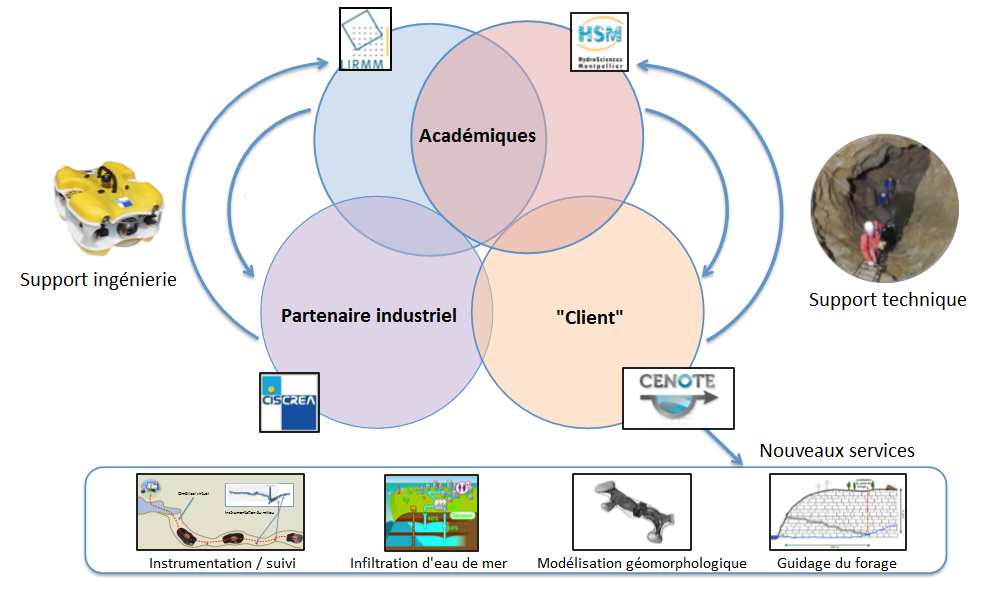 LIRMM
HSM
HydroSciences
Montpellier
Académiques
Support ingénierie
Support technique
Partenaire industriel
"Client"
CISCREA
CENOTE
Nouveaux services
Instrumentation / suivi
Infiltration d'eau de mer
Modélisation géomorphologique
Guidage du forage